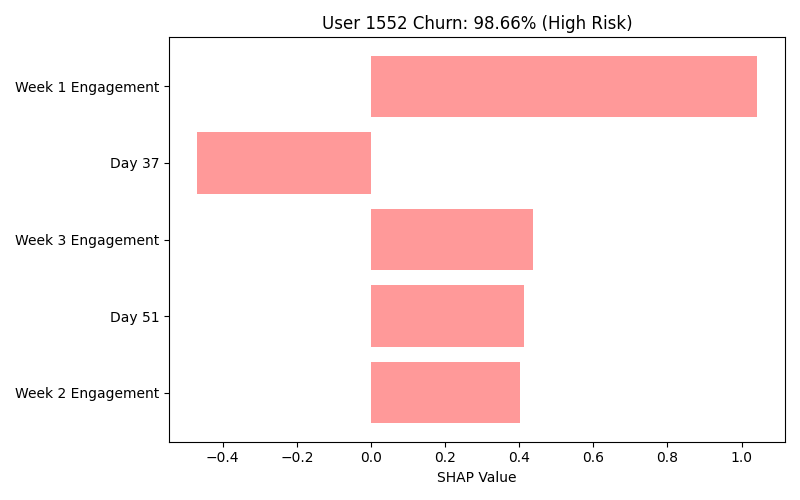 User 1552 Churn: 98.66% (High Risk)
Week 1 Engagement
Day 37
Week 3 Engagement
Day 51
Week 2 Engagement
−0.4 −0.2 0.0 0.2 0.4 0.6 0.8 1.0
SHAP Value